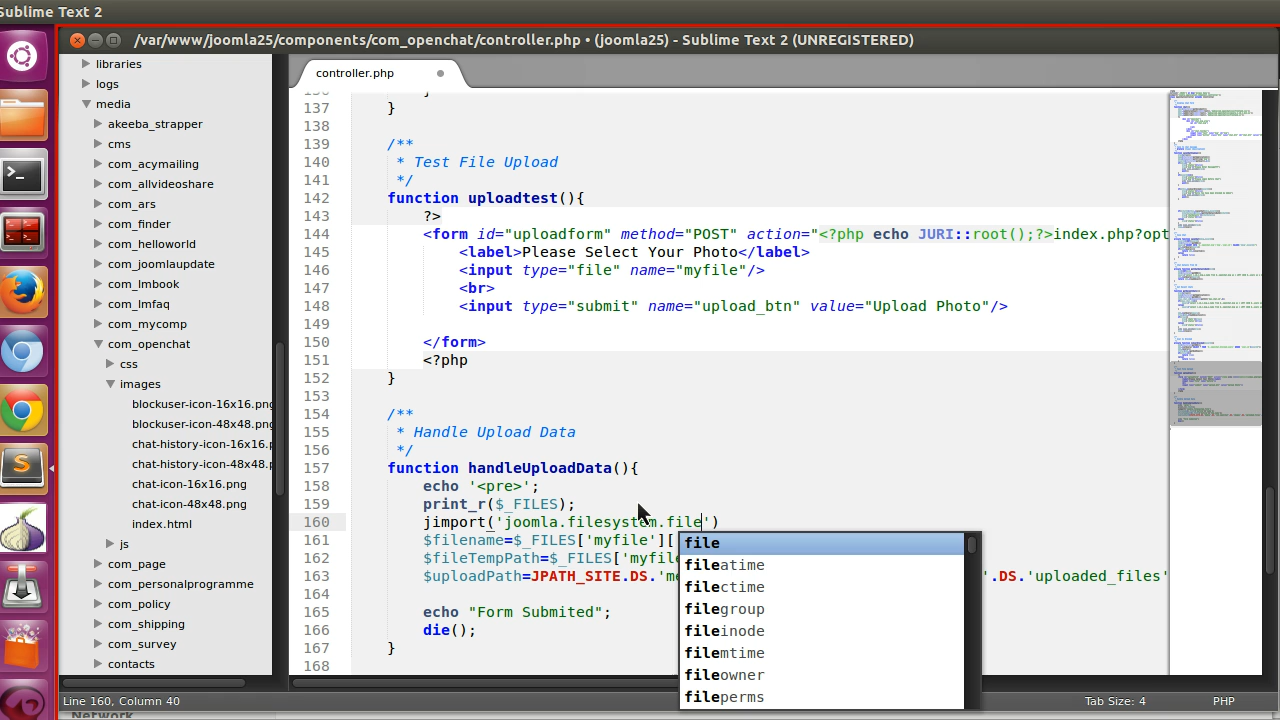 Sublime Text 2
/var/www/joomla25/components/com_openchat/controller.php • (joomla25) - Sublime Text 2 (UNREGISTERED)
libraries
logs
media
akeeba_strapper
cms
com_acymailing
com_allvideoshare
com_ars
com_finder
com_helloworld
com_joomlaupdate
com_lmbook
com_lmfaq
com_mycomp
com_openchat
css
images
blockuser-icon-16x16.png
blockuser-icon-48x48.png
chat-history-icon-16x16.p
chat-history-icon-48x48.p
chat-icon-16x16.png
chat-icon-48x48.png
index.html
js
com_page
com_personalprogramme
com_policy
com_shipping
com_survey
contacts
controller.php
136 }
137 }
138
139 /**
140 * Test File Upload
141 */
142 function uploadtest(){
143 ?>
144 <form id="uploadform" method="POST" action="<?php echo JURI::root();?>index.php?opt
145 <label>Please Select Your Photo</label>
146 <input type="file" name="myfile"/>
147 <br>
148 <input type="submit" name="upload_btn" value="Upload Photo"/>
149
150 </form>
151 <?php
152 }
153
154 /**
155 * Handle Upload Data
156 */
157 function handleUploadData(){
158 echo '<pre>';
159 print_r($_FILES);
160 jimport('joomla.filesystem.file')
161 $filename=$_FILES['myfile'][
162 $fileTempPath=$_FILES['myfile
163 $uploadPath=JPATH_SITE.DS.'me '.DS.'uploaded_files'
164
165 echo "Form Submited";
166 die();
167 }
168
file
fileatime
filectime
filegroup
fileinode
filemtime
fileowner
fileperms
Line 160, Column 40
Tab Size: 4
PHP
Network